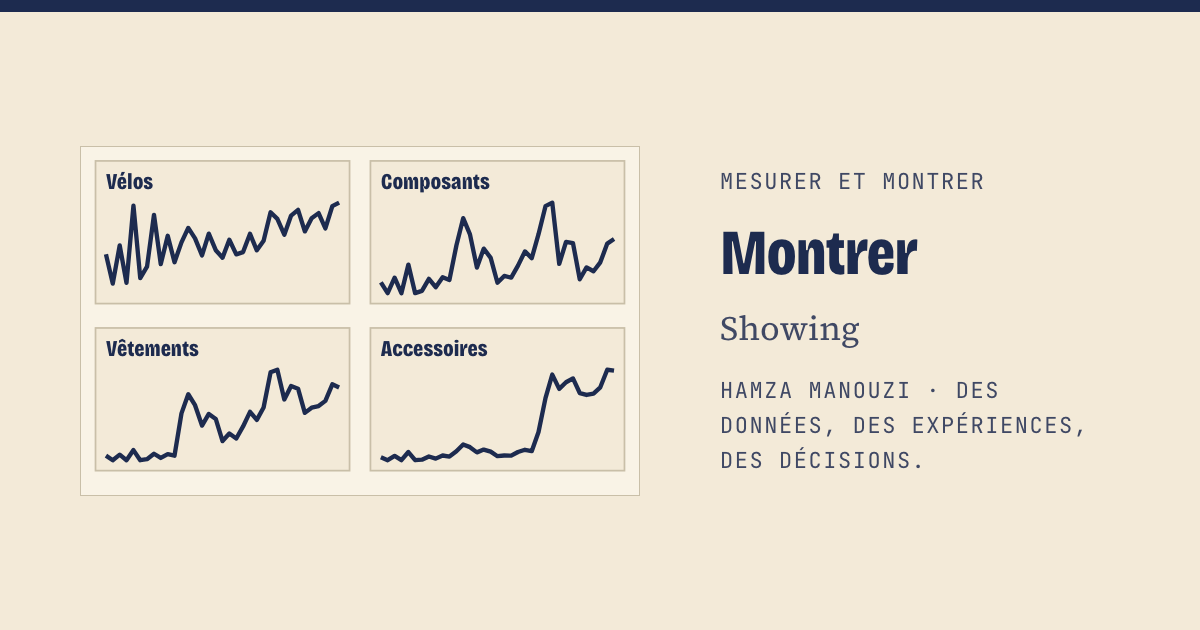 Vélos
Composants
Vêtements
Accessoires
MESURER ET MONTRER
Montrer
Showing
HAMZA MANOUZI · DES
DONNÉES, DES EXPÉRIENCES,
DES DÉCISIONS.